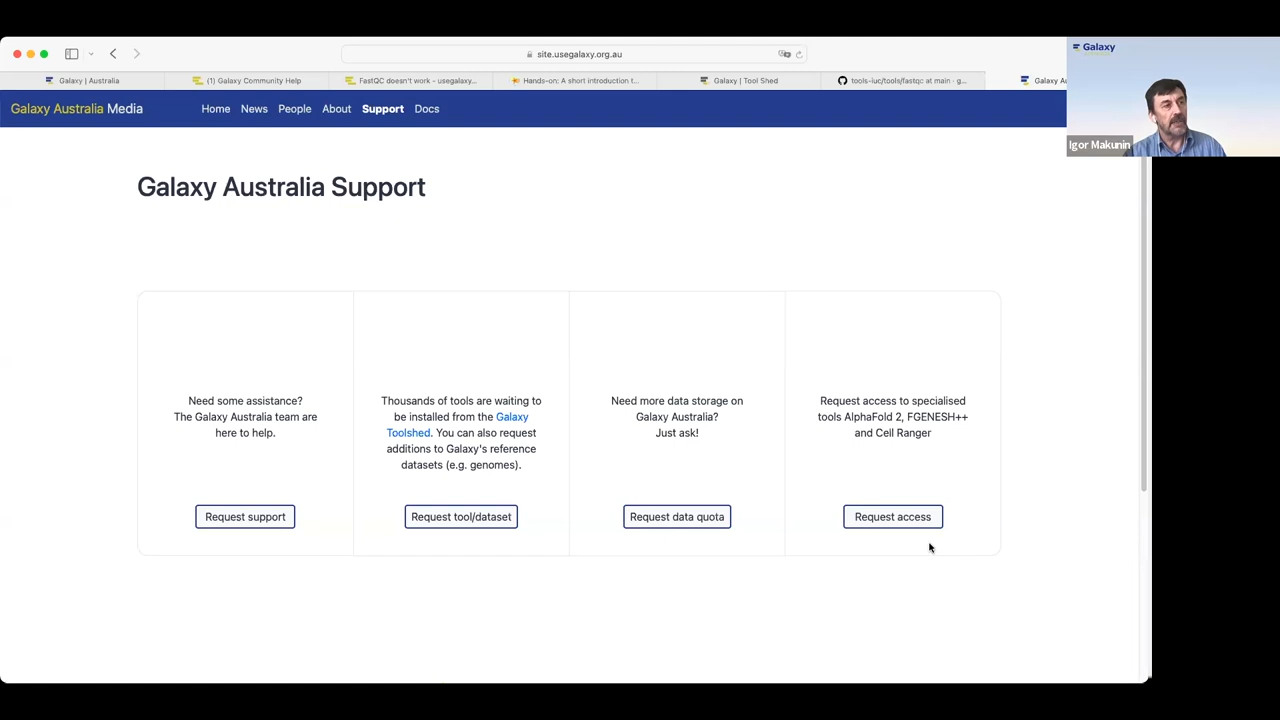 site.usegalaxy.org.au
Galaxy
Galaxy | Australia
(1) Galaxy Community Help
FastQC doesn't work - usegalaxy...
Hands-on: A short introduction t...
Galaxy | Tool Shed
tools-iuc/tools/fastqc at main · g...
Galaxy Au
Galaxy Australia Media
Home
News
People
About
Support
Docs
Igor Makunin
Galaxy Australia Support
Need some assistance?
The Galaxy Australia team are
here to help.
Request support
Thousands of tools are waiting to
be installed from the Galaxy
Toolshed. You can also request
additions to Galaxy's reference
datasets (e.g. genomes).
Request tool/dataset
Need more data storage on
Galaxy Australia?
Just ask!
Request data quota
Request access to specialised
tools AlphaFold 2, FGENESH++
and Cell Ranger
Request access